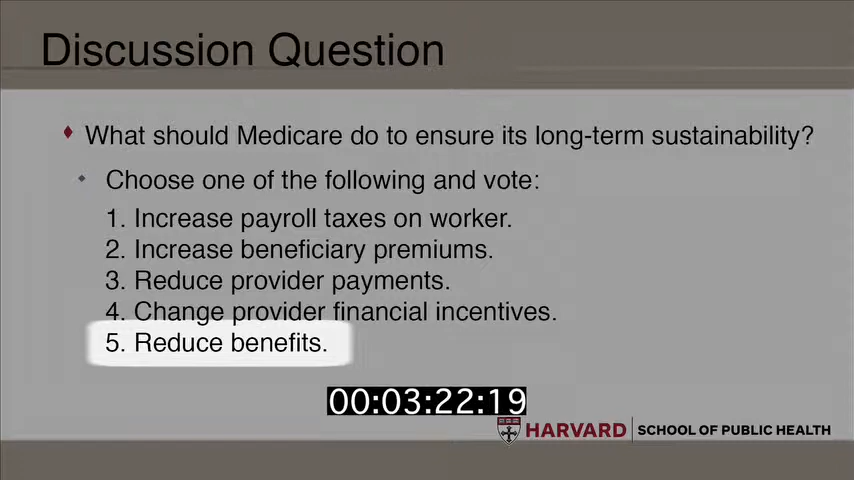 Discussion Question
What should Medicare do to ensure its long-term sustainability?
Choose one of the following and vote:
1. Increase payroll taxes on worker.
2. Increase beneficiary premiums.
3. Reduce provider payments.
4. Change provider financial incentives.
5. Reduce benefits.
00:03:22:19
HARVARD SCHOOL OF PUBLIC HEALTH